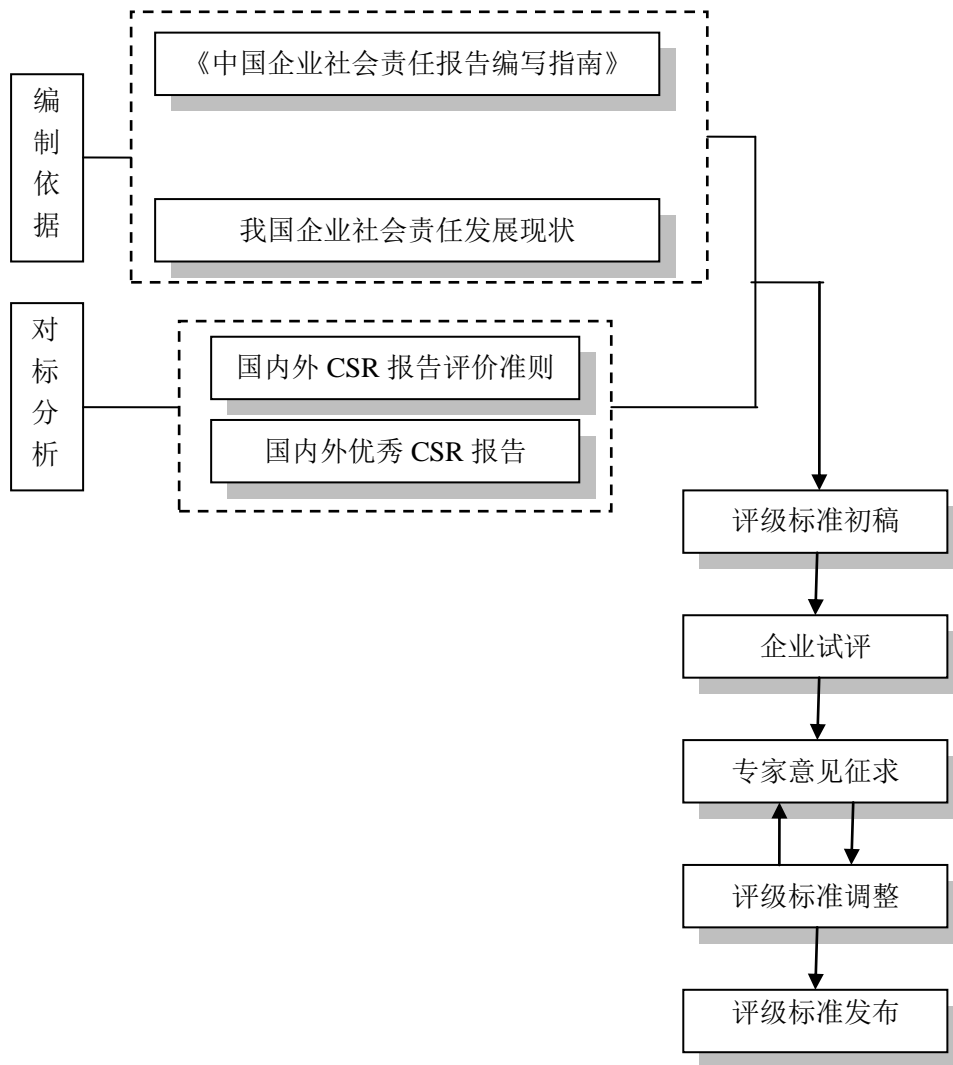 编制依据
《中国企业社会责任报告编写指南》
我国企业社会责任发展现状
对标分析
国内外 CSR 报告评价准则
国内外优秀 CSR 报告
评级标准初稿
企业试评
专家意见征求
评级标准调整
评级标准发布